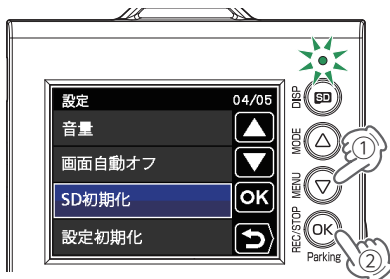 設定 04/05
音量
画面自動オフ
SD初期化 OK
設定初期化
DISP SD
MODE
MENU
REC/STOP OK
Parking
①
②